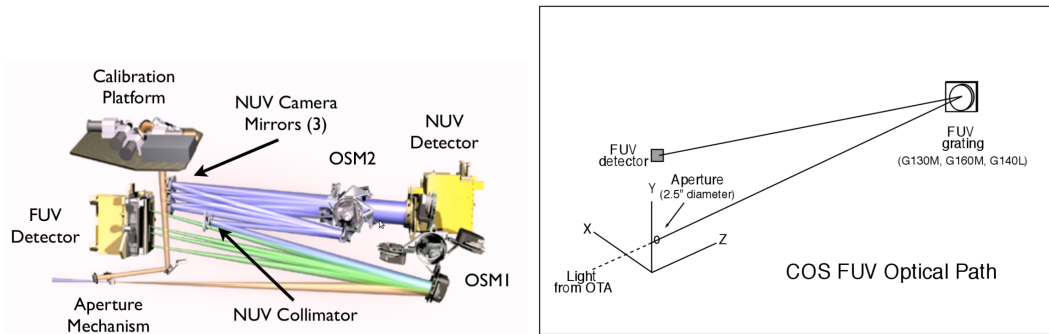 Calibration
Platform
NUV Camera
Mirrors (3)
NUV
Detector
OSM2
FUV
Detector
OSM1
NUV Collimator
Aperture
Mechanism
FUV
detector
FUV
grating
(G130M, G160M, G140L)
Aperture
(2.5" diameter)
Y
X
Z
O
Light
from OTA
COS FUV Optical Path